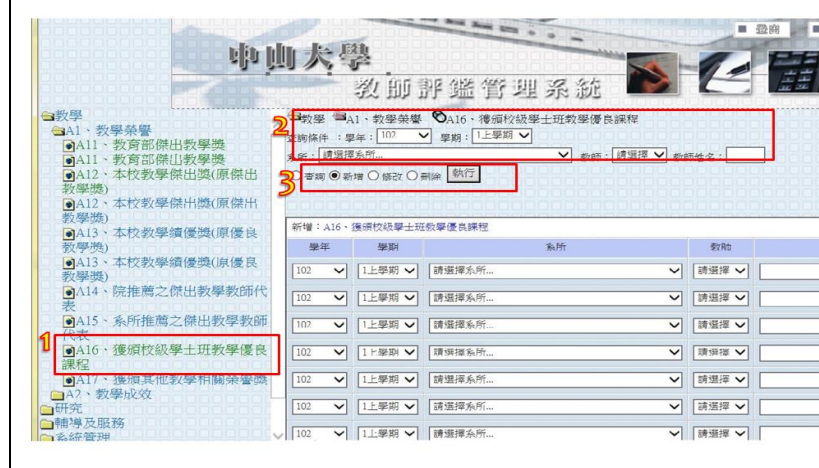 登崗
中山大學
教師評鑑管理系統
教學
A1、教學榮譽
A11、教育部傑出教學獎
A11、教育部傑出教學獎
A12、本校教學傑出獎(原傑出
教學獎)
A12、本校教學傑出獎(原傑出
教學獎)
A13、本校教學績優獎(原優良
教學獎)
A13、本校教學績優獎(原優良
教學獎)
A14、院推薦之傑出教學教師代
表
A15、系所推薦之傑出教學教師
代表
1
A16、獲頒校級學士班教學優良
課程
A17、獲頒其他教學相關榮譽獎
A2、教學成效
研究
輔導及服務
系統管理
2
教學 A1、教學榮譽 A16、獲頒校級學士班教學優良課程
查詢條件 :學年: 102 學期: 1上學期
系所: 請選擇系所... 教師: 請選擇 教師姓名:
3
查詢 新增 修改 刪除 執行
新增:A16、獲頒校級學士班教學優良課程
學年 學期 系所 教師
102 1上學期 請選擇系所... 請選擇
102 1上學期 請選擇系所... 請選擇
102 1上學期 請選擇系所... 請選擇
102 1上學期 請選擇系所... 請選擇
102 1上學期 請選擇系所... 請選擇
102 1上學期 請選擇系所... 請選擇
102 1上學期 請選擇系所... 請選擇